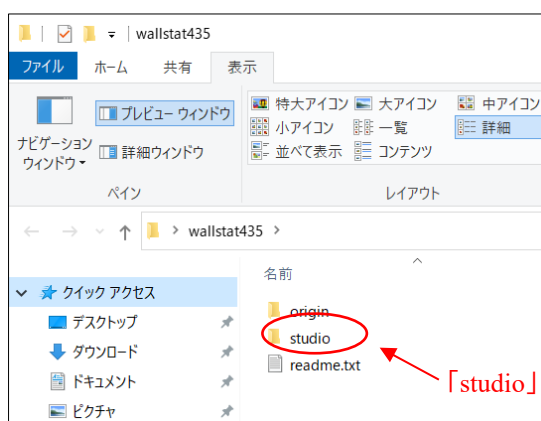 wallstat435
ファイル ホーム 共有 表示
プレビュー ウィンドウ 特大アイコン 大アイコン 中アイコン
小アイコン 一覧 詳細
ナビゲーション ウィンドウ 詳細ウィンドウ 並べて表示 コンテンツ
ペイン レイアウト
wallstat435
名前
クイック アクセス
origin
デスクトップ
studio
ダウンロード
readme.txt
「studio」
ドキュメント
ピクチャ